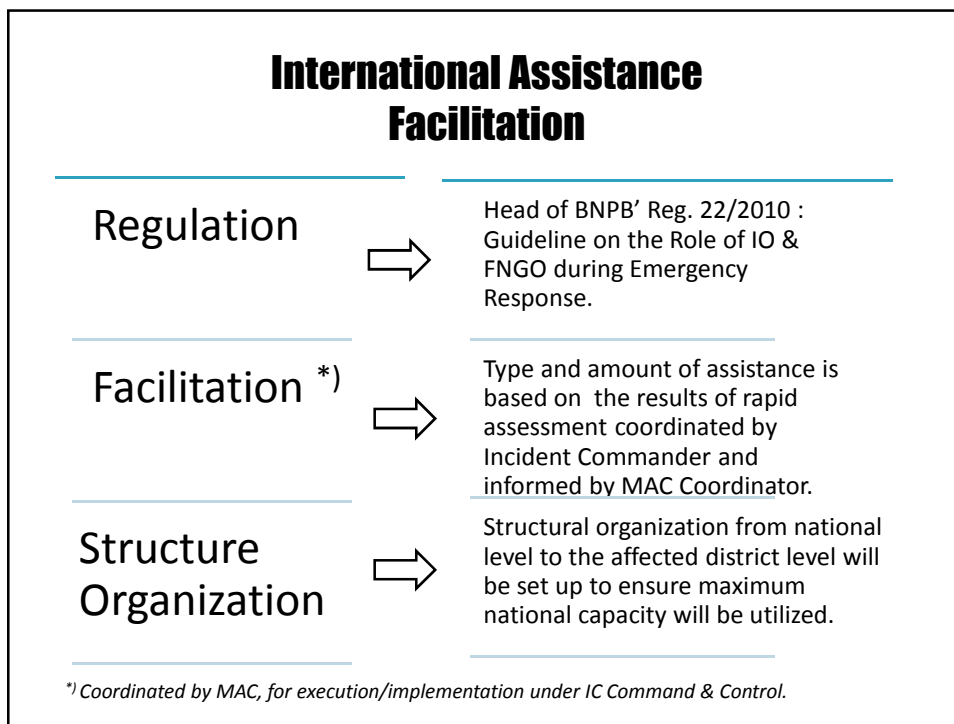 International Assistance
Facilitation
Regulation
Head of BNPB' Reg. 22/2010 :
Guideline on the Role of IO &
FNGO during Emergency
Response.
Facilitation *)
Type and amount of assistance is
based on the results of rapid
assessment coordinated by
Incident Commander and
informed by MAC Coordinator.
Structure
Organization
Structural organization from national
level to the affected district level will
be set up to ensure maximum
national capacity will be utilized.
*) Coordinated by MAC, for execution/implementation under IC Command & Control.